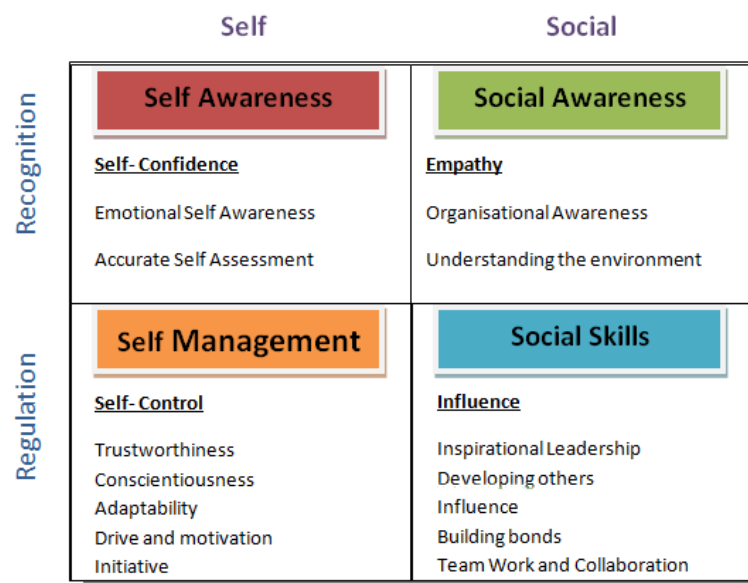 Self
Social
Recognition
Self Awareness
Self- Confidence
Emotional Self Awareness
Accurate Self Assessment
Social Awareness
Empathy
Organisational Awareness
Understanding the environment
Regulation
Self Management
Self- Control
Trustworthiness
Conscientiousness
Adaptability
Drive and motivation
Initiative
Social Skills
Influence
Inspirational Leadership
Developing others
Influence
Building bonds
Team Work and Collaboration